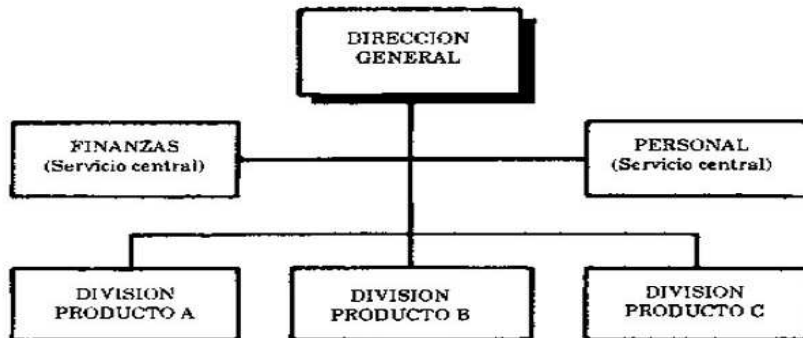 DIRECCION
GENERAL
FINANZAS
(Servicio central)
PERSONAL
(Servicio central)
DIVISION
PRODUCTO A
DIVISION
PRODUCTO B
DIVISION
PRODUCTO C